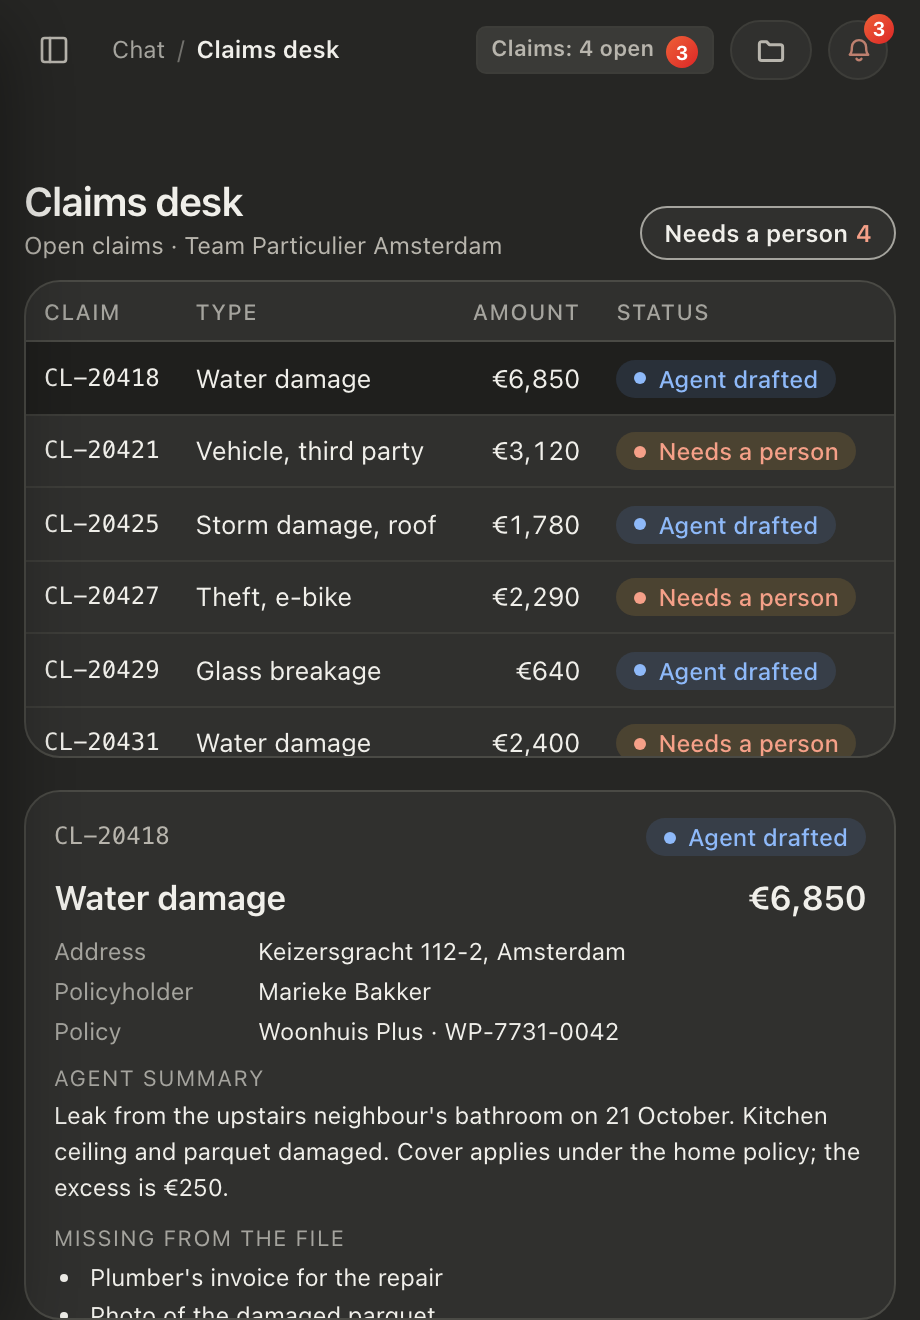 Chat / Claims desk
Claims: 4 open 3
3
Claims desk
Open claims · Team Particulier Amsterdam
Needs a person 4
CLAIM TYPE AMOUNT STATUS
CL–20418 Water damage €6,850 Agent drafted
CL–20421 Vehicle, third party €3,120 Needs a person
CL–20425 Storm damage, roof €1,780 Agent drafted
CL–20427 Theft, e-bike €2,290 Needs a person
CL–20429 Glass breakage €640 Agent drafted
CL–20431 Water damage €2,400 Needs a person
CL–20418 Agent drafted
Water damage €6,850
Address Keizersgracht 112-2, Amsterdam
Policyholder Marieke Bakker
Policy Woonhuis Plus · WP-7731-0042
AGENT SUMMARY
Leak from the upstairs neighbour's bathroom on 21 October. Kitchen
ceiling and parquet damaged. Cover applies under the home policy; the
excess is €250.
MISSING FROM THE FILE
• Plumber's invoice for the repair
• Photo of the damaged parquet